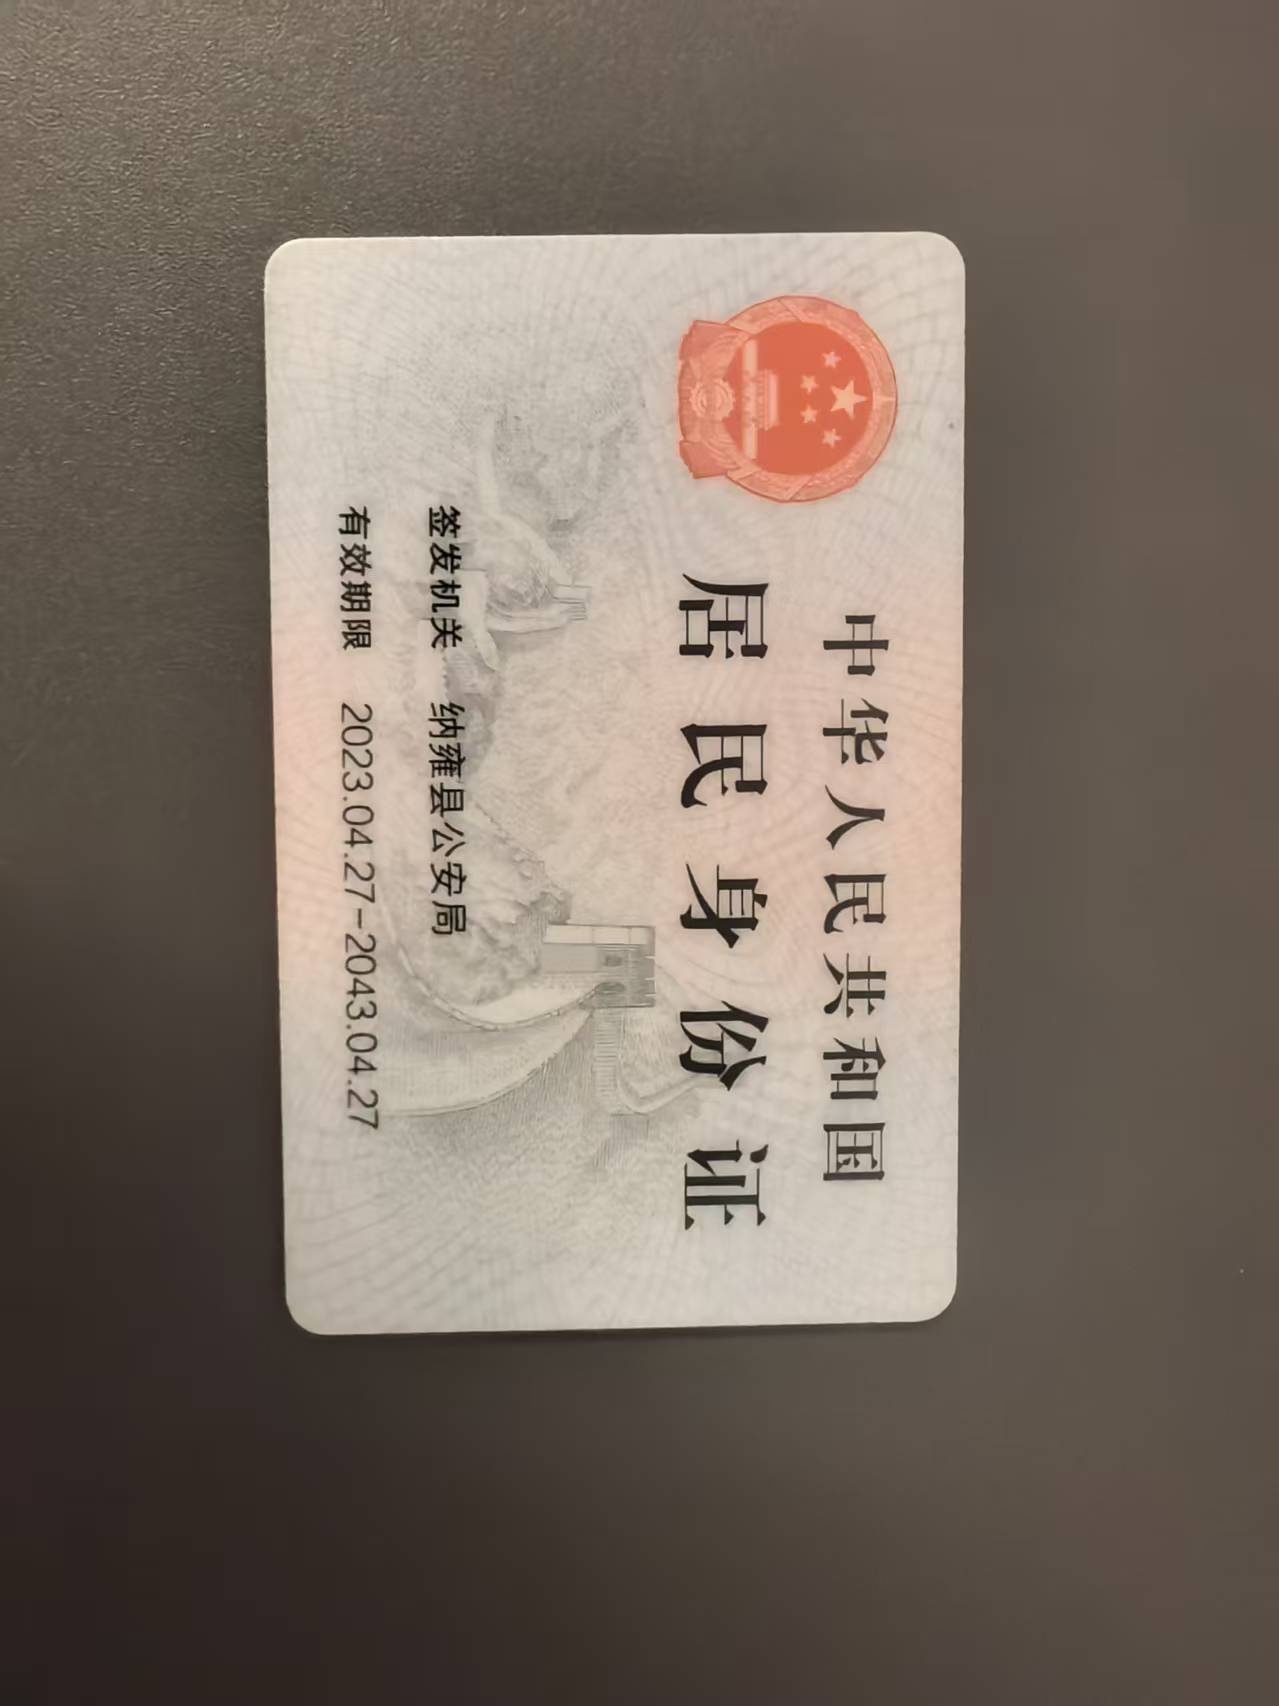 中华人民共和国
居民身份证
签发机关 纳雍县公安局
有效期限 2023.04.27-2043.04.27